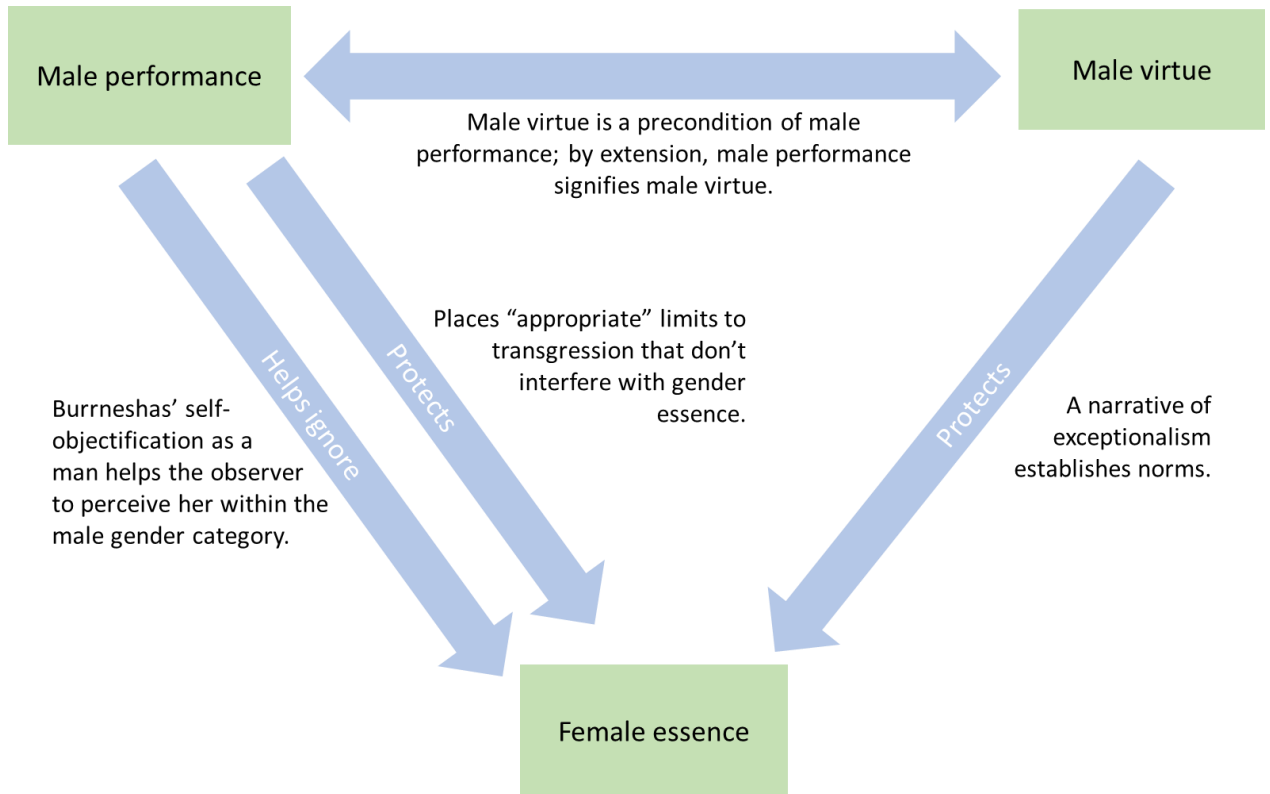 Male performance
Male virtue
Male virtue is a precondition of male
performance; by extension, male performance
signifies male virtue.
Helps ignore
Protects
Places “appropriate” limits to
transgression that don’t
interfere with gender
essence.
Protects
Burrneshas’ self-
objectification as a
man helps the observer
to perceive her within the
male gender category.
A narrative of
exceptionalism
establishes norms.
Female essence